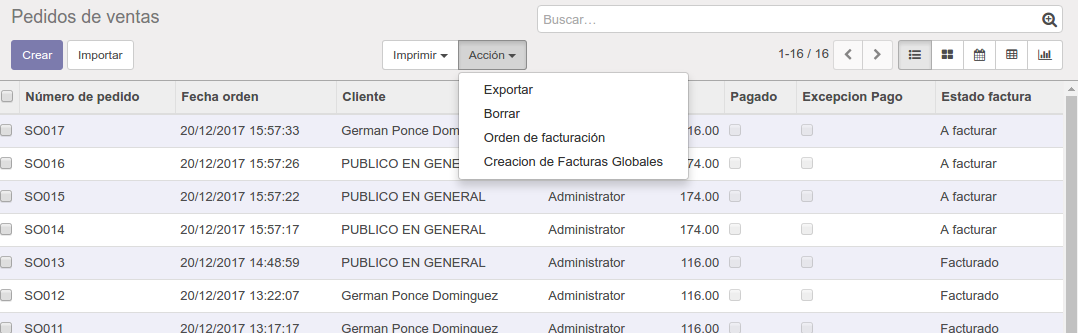 Pedidos de ventas
Buscar...
Crear Importar Imprimir Acción 1-16 / 16
Exportar
Borrar
Orden de facturación
Creacion de Facturas Globales
Número de pedido Fecha orden Cliente Pagado Excepcion Pago Estado factura
SO017 20/12/2017 15:57:33 German Ponce Dom 16.00 A facturar
SO016 20/12/2017 15:57:26 PUBLICO EN GENERAL 74.00 A facturar
SO015 20/12/2017 15:57:22 PUBLICO EN GENERAL Administrator 174.00 A facturar
SO014 20/12/2017 15:57:17 PUBLICO EN GENERAL Administrator 174.00 A facturar
SO013 20/12/2017 14:48:59 PUBLICO EN GENERAL Administrator 116.00 Facturado
SO012 20/12/2017 13:22:07 German Ponce Dominguez Administrator 116.00 Facturado
SO011 20/12/2017 13:17:17 German Ponce Dominguez Administrator 116.00 Facturado